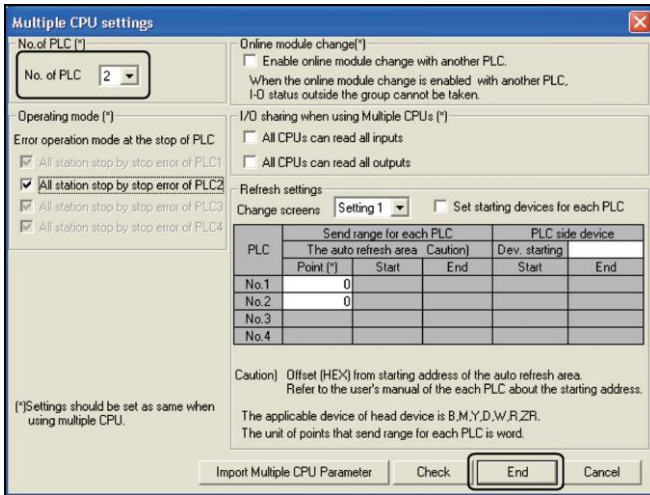 Multiple CPU settings
No.of PLC (*)
No. of PLC 2
Operating mode (*)
Error operation mode at the stop of PLC
All station stop by stop error of PLC1
All station stop by stop error of PLC2
All station stop by stop error of PLC3
All station stop by stop error of PLC4
(*)Settings should be set as same when
using multiple CPU.
Online module change(*)
Enable online module change with another PLC.
When the online module change is enabled with another PLC,
I-O status outside the group cannot be taken.
I/O sharing when using Multiple CPUs (*)
All CPUs can read all inputs
All CPUs can read all outputs
Refresh settings
Change screens Setting 1 Set starting devices for each PLC
PLC Send range for each PLC PLC side device
The auto refresh area Caution) Dev. starting
Point (*) Start End Start End
No.1 0
No.2 0
No.3
No.4
Caution) Offset (HEX) from starting address of the auto refresh area.
Refer to the user's manual of the each PLC about the starting address.
The applicable device of head device is B,M,Y,D,W,R,ZR.
The unit of points that send range for each PLC is word.
Import Multiple CPU Parameter Check End Cancel